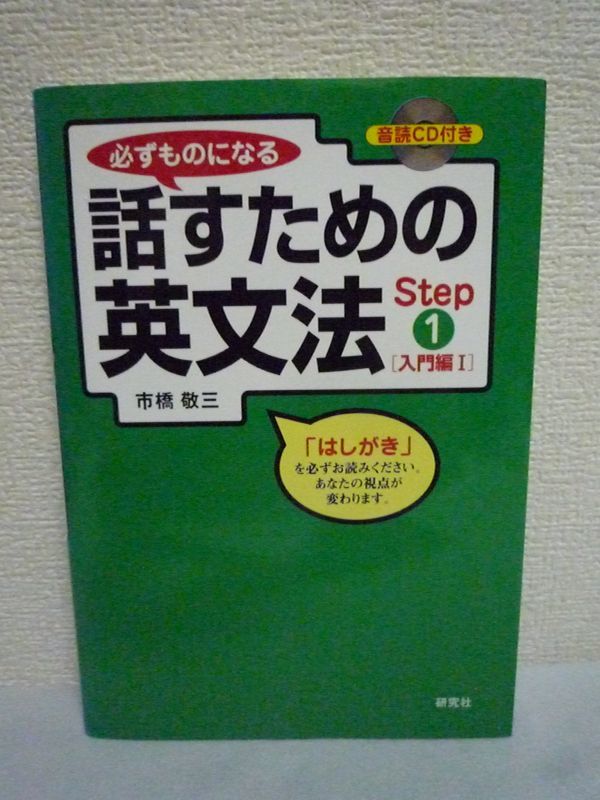 音読CD付き
必ずものになる
話すための
英文法
Step
1
[入門編 I]
市橋 敬三
「はしがき」
を必ずお読みください。
あなたの視点が
変わります。
研究社